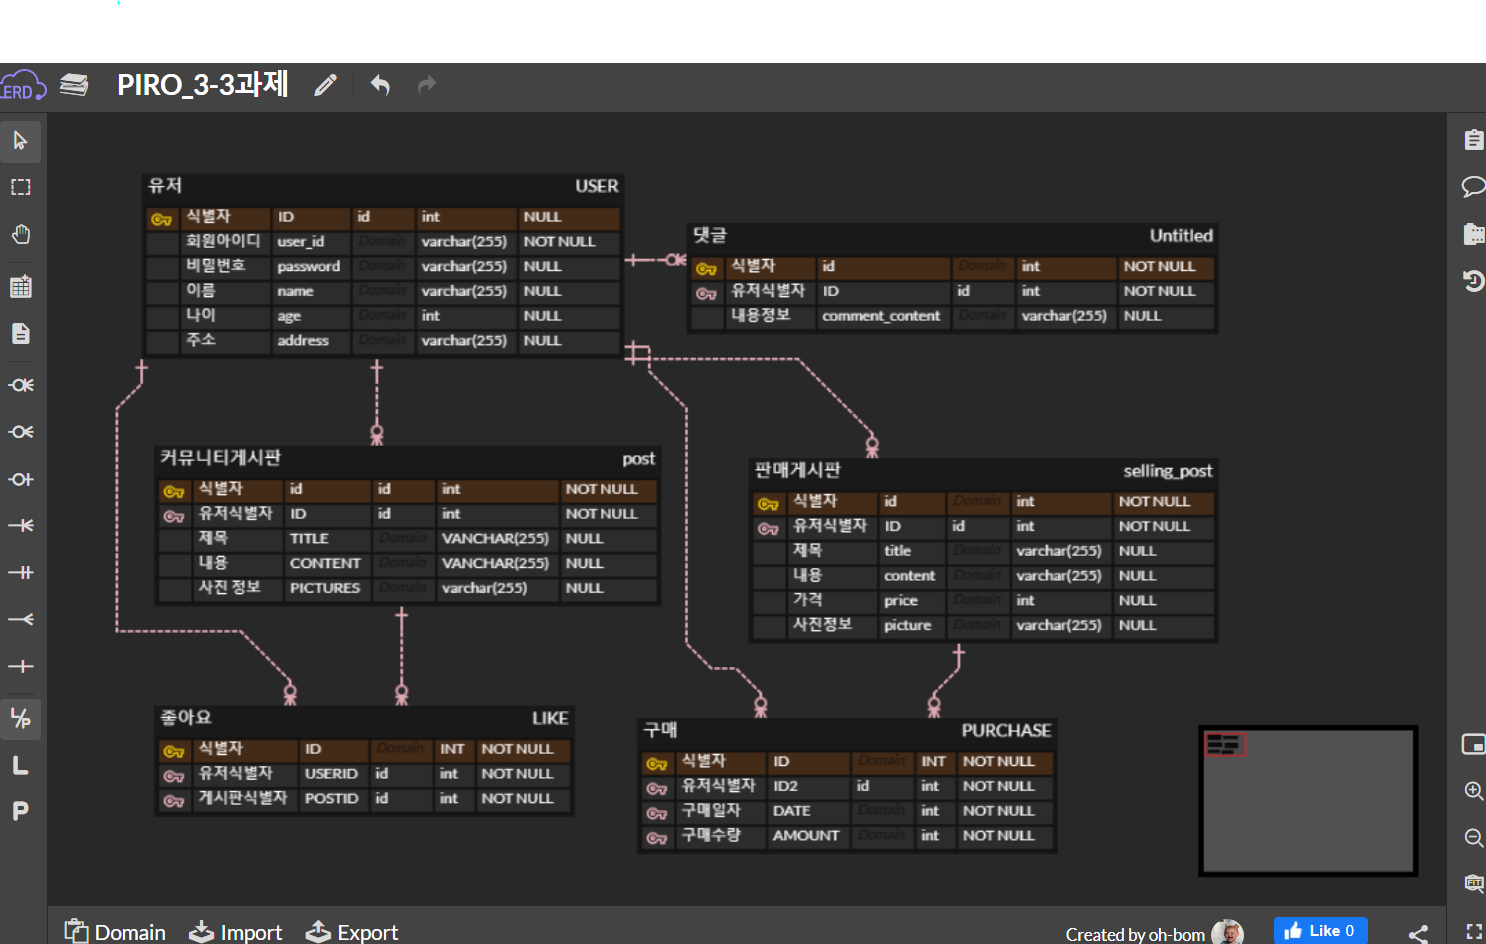 ERD
PIRO_3-3과제
유저 USER
식별자 ID id int NULL
회원아이디 user_id Domain varchar(255) NOT NULL
비밀번호 password Domain varchar(255) NULL
이름 name Domain varchar(255) NULL
나이 age Domain int NULL
주소 address Domain varchar(255) NULL
댓글 Untitled
식별자 id Domain int NOT NULL
유저식별자 ID id int NOT NULL
내용정보 comment_content Domain varchar(255) NULL
커뮤니티게시판 post
식별자 id id int NOT NULL
유저식별자 ID id int NOT NULL
제목 TITLE Domain VANCHAR(255) NULL
내용 CONTENT Domain VANCHAR(255) NULL
사진 정보 PICTURES Domain varchar(255) NULL
판매게시판 selling_post
식별자 id Domain int NOT NULL
유저식별자 ID id int NOT NULL
제목 title Domain varchar(255) NULL
내용 content Domain varchar(255) NULL
가격 price Domain int NULL
사진정보 picture Domain varchar(255) NULL
좋아요 LIKE
식별자 ID Domain INT NOT NULL
유저식별자 USERID id int NOT NULL
게시판식별자 POSTID id int NOT NULL
구매 PURCHASE
식별자 ID Domain INT NOT NULL
유저식별자 ID2 id int NOT NULL
구매일자 DATE Domain int NOT NULL
구매수량 AMOUNT Domain int NOT NULL
L/P
L
P
FIT
Domain Import Export
Created by oh-bom
Like 0